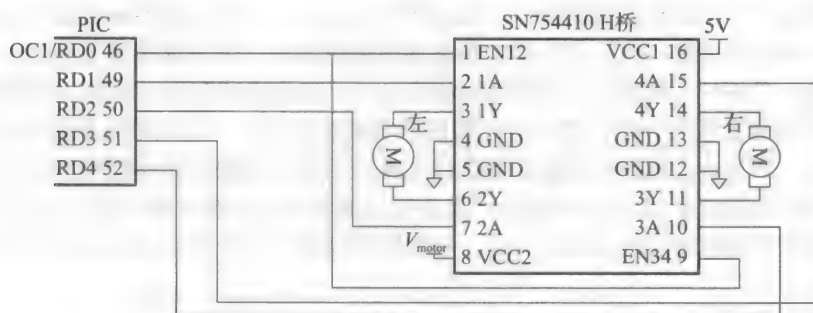 PIC
OC1/RD0 46
RD1 49
RD2 50
RD3 51
RD4 52
SN754410 H桥
1 EN12
2 1A
3 1Y
4 GND
5 GND
6 2Y
7 2A
8 VCC2
VCC1 16
4A 15
4Y 14
GND 13
GND 12
3Y 11
3A 10
EN34 9
5V
左
M
右
M
Vmotor